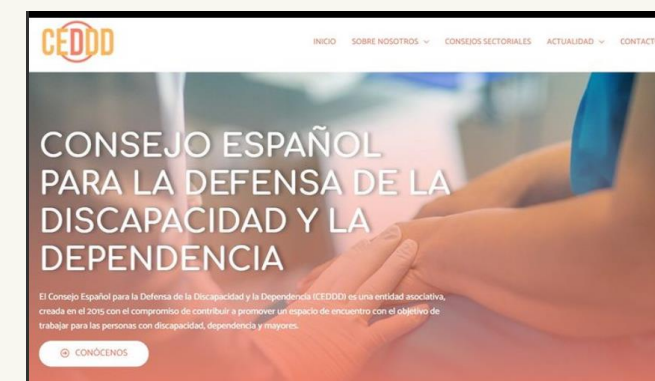 CEDDD
INICIO SOBRE NOSOTROS CONSEJOS SECTORIALES ACTUALIDAD CONTACT
CONSEJO ESPAÑOL
PARA LA DEFENSA DE LA
DISCAPACIDAD Y LA
DEPENDENCIA
El Consejo Español para la Defensa de la Discapacidad y la Dependencia (CEDDD) es una entidad asociativa,
creada en el 2015 con el compromiso de contribuir a promover un espacio de encuentro con el objetivo de
trabajar para las personas con discapacidad, dependencia y mayores.
CONÓCENOS